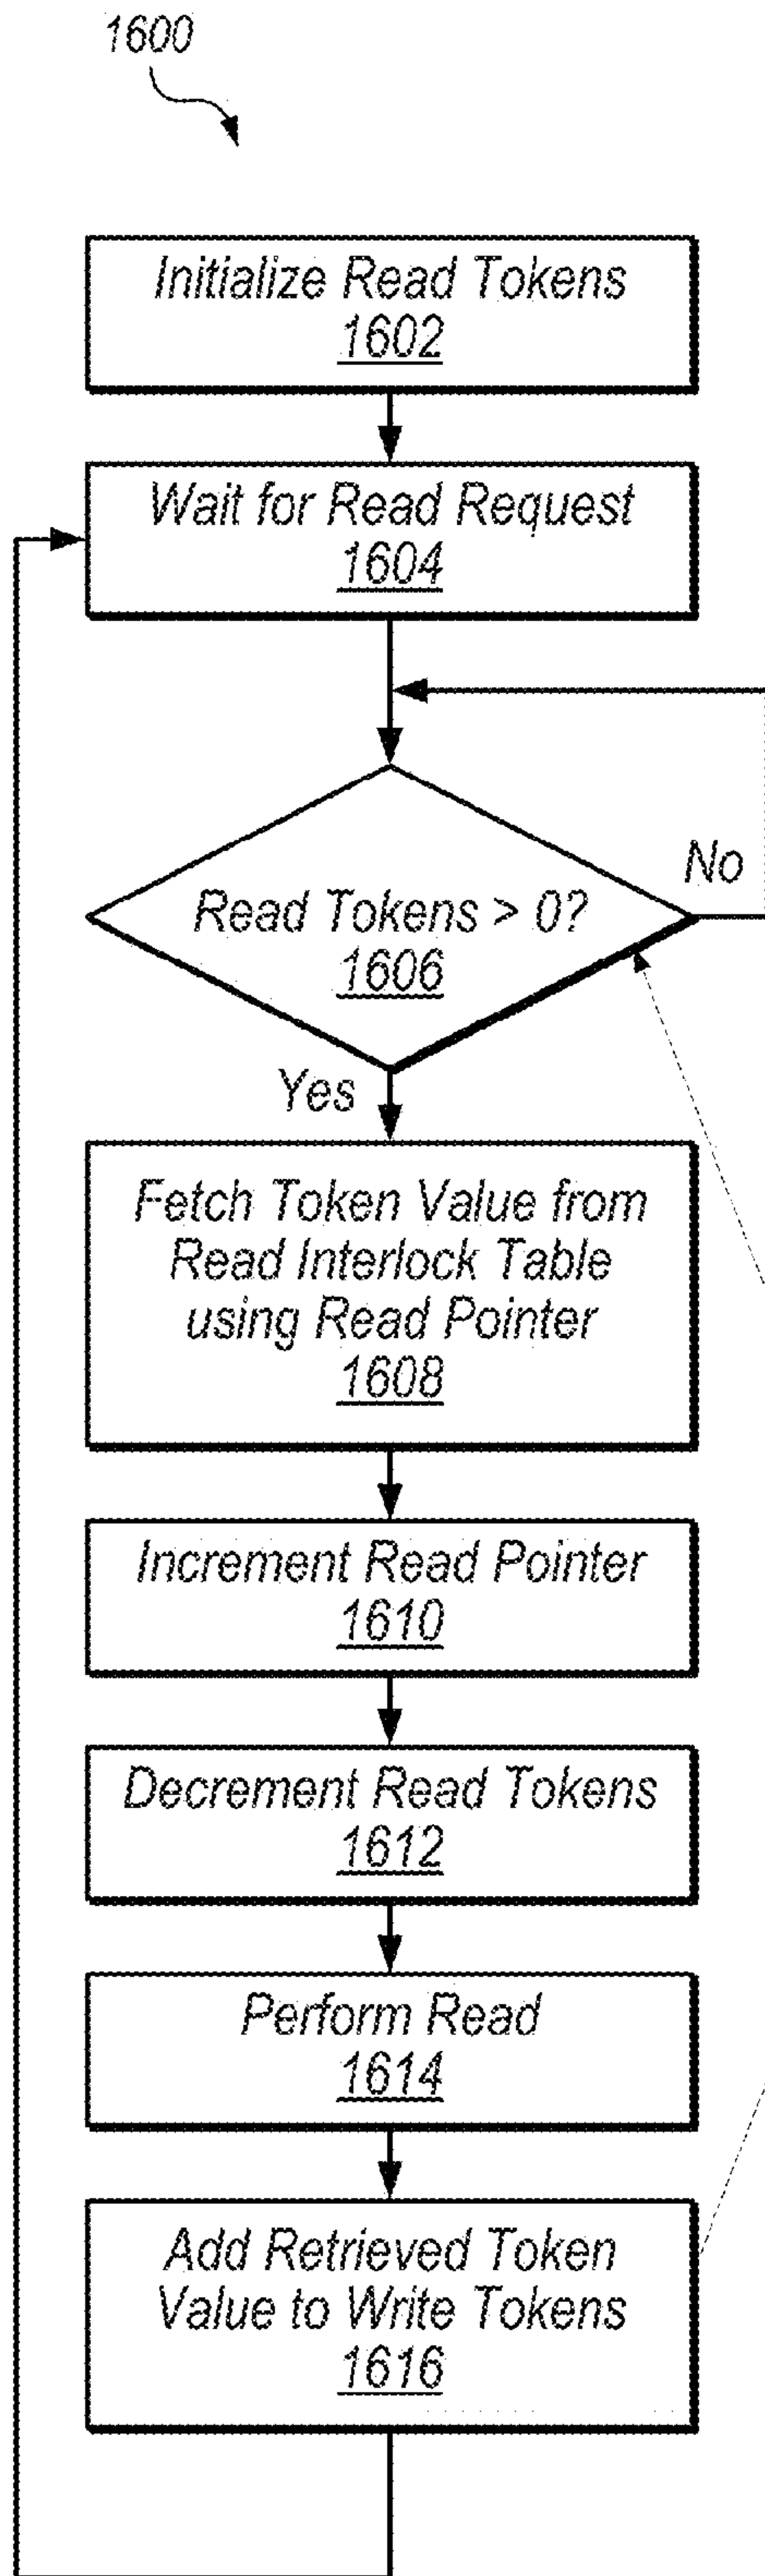 1600
Initialize Read Tokens
1602
Wait for Read Request
1604
No
Read Tokens > 0?
1606
Yes
Fetch Token Value from
Read Interlock Table
using Read Pointer
1608
Increment Read Pointer
1610
Decrement Read Tokens
1612
Perform Read
1614
Add Retrieved Token
Value to Write Tokens
1616